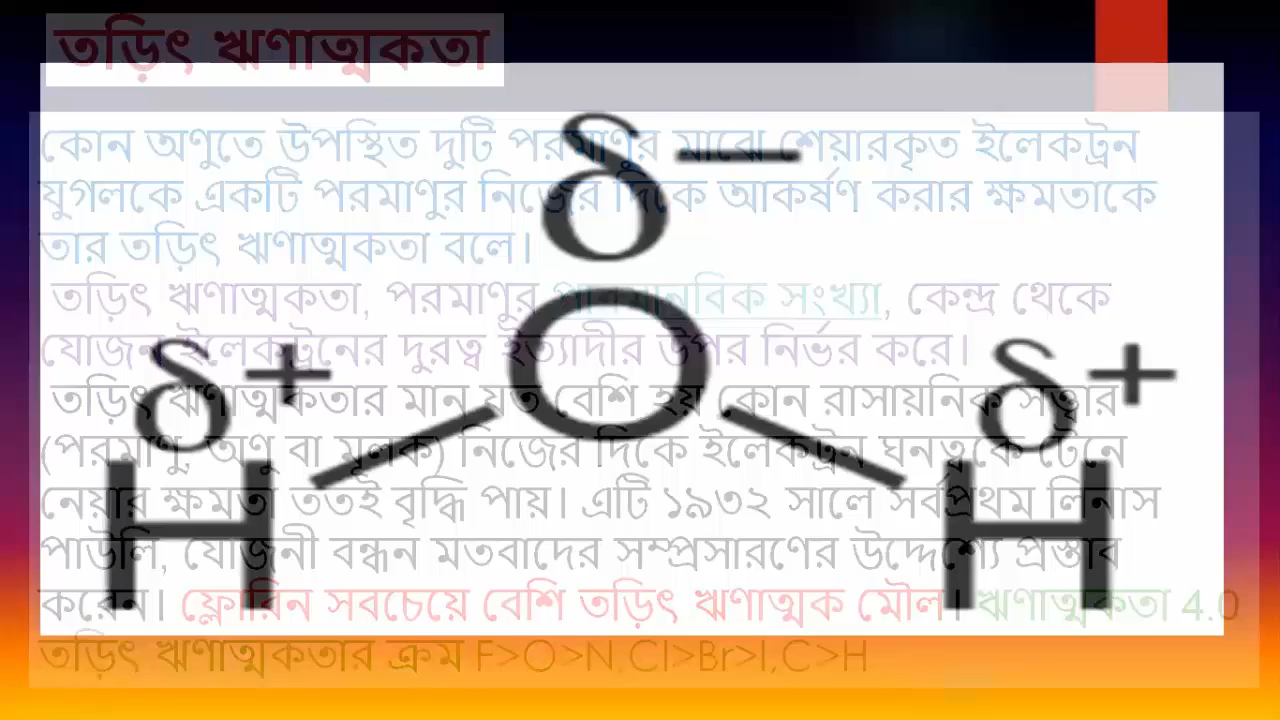 তড়িৎ ঋণাত্মকতা
কোন অণুতে উপস্থিত দুটি পরমাণুর মাঝে শেয়ারকৃত ইলেকট্রন
যুগলকে একটি পরমাণুর নিজের দিকে আকর্ষণ করার ক্ষমতাকে
তার তড়িৎ ঋণাত্মকতা বলে।
তড়িৎ ঋণাত্মকতা, পরমাণুর পারমানবিক সংখ্যা, কেন্দ্র থেকে
যোজন ইলেকট্রনের দুরত্ব ইত্যাদীর উপর নির্ভর করে।
তড়িৎ ঋণাত্মকতার মান যত বেশি হয় কোন রাসায়নিক সত্তার
(পরমাণু, অণু বা মূলক) নিজের দিকে ইলেকট্রন ঘনত্বকে টেনে
নেয়ার ক্ষমতা ততই বৃদ্ধি পায়। এটি ১৯৩২ সালে সর্বপ্রথম লিনাস
পাউলি, যোজনী বন্ধন মতবাদের সম্প্রসারণের উদ্দেশ্যে প্রস্তাব
করেন। ফ্লোরিন সবচেয়ে বেশি তড়িৎ ঋণাত্মক মৌল। ঋণাত্মকতা 4.0
তড়িৎ ঋণাত্মকতার ক্রম F>O>N,Cl>Br>I,C>H
δ−
O
δ+ δ+
H H